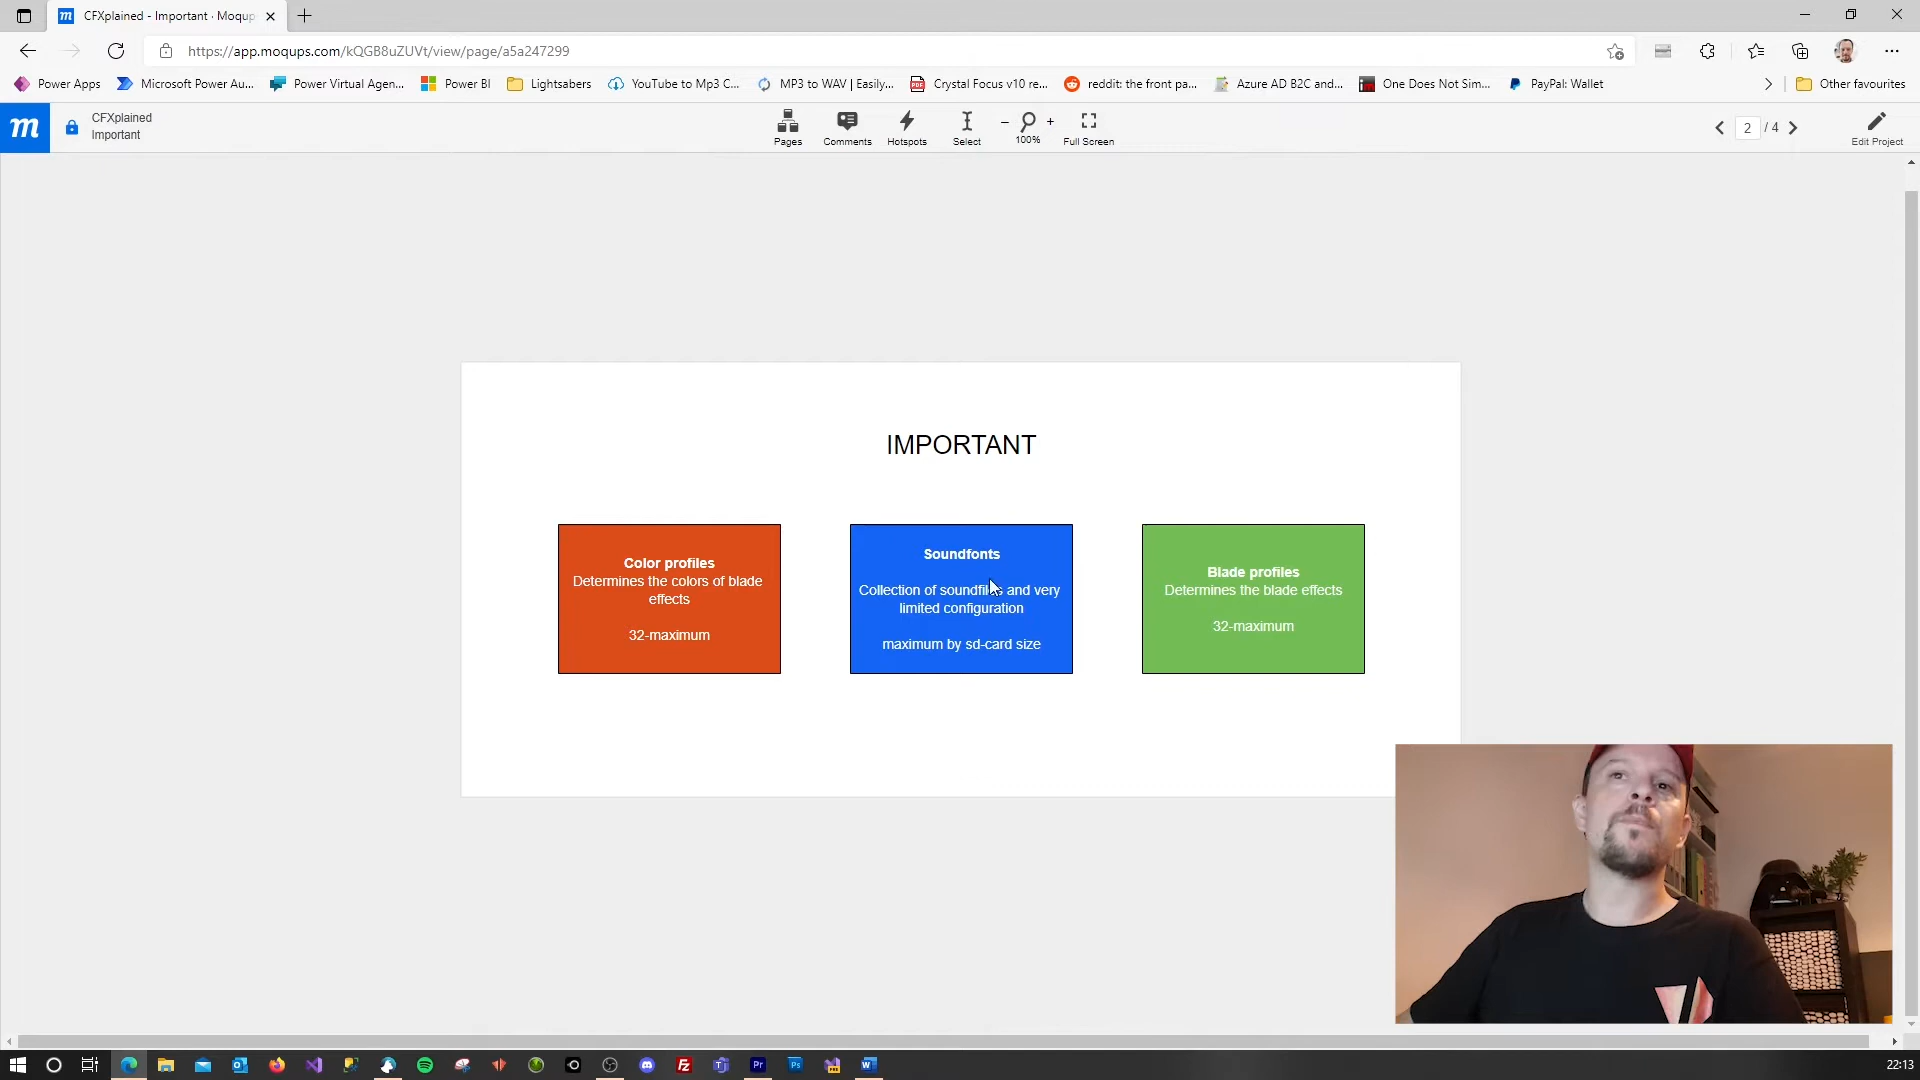 CFXplained - Important · Moqup
https://app.moqups.com/kQGB8uZUVt/view/page/a5a247299
Power Apps
Microsoft Power Au...
Power Virtual Agen...
Power BI
Lightsabers
YouTube to Mp3 C...
MP3 to WAV | Easily,...
Crystal Focus v10 re...
reddit: the front pa...
Azure AD B2C and...
One Does Not Sim...
PayPal: Wallet
Other favourites
m
CFXplained
Important
Pages
Comments
Hotspots
Select
100%
Full Screen
2 / 4
Edit Project
IMPORTANT
Color profiles
Determines the colors of blade
effects
32-maximum
Soundfonts
Collection of soundfiles and very
limited configuration
maximum by sd-card size
Blade profiles
Determines the blade effects
32-maximum
22:13